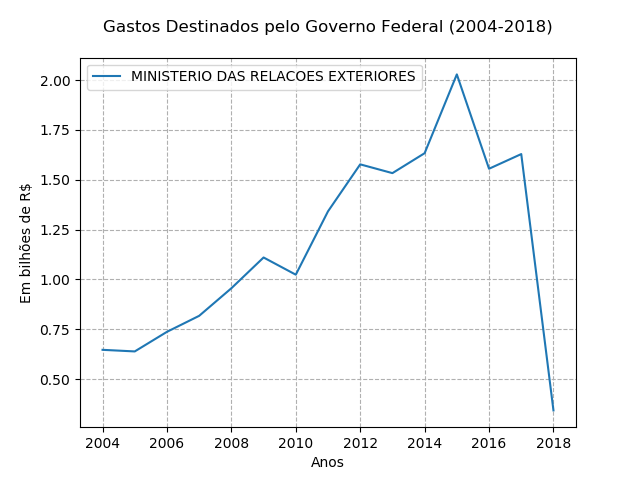 Gastos Destinados pelo Governo Federal (2004-2018)
MINISTERIO DAS RELACOES EXTERIORES
Em bilhões de R$
2.00
1.75
1.50
1.25
1.00
0.75
0.50
2004 2006 2008 2010 2012 2014 2016 2018
Anos